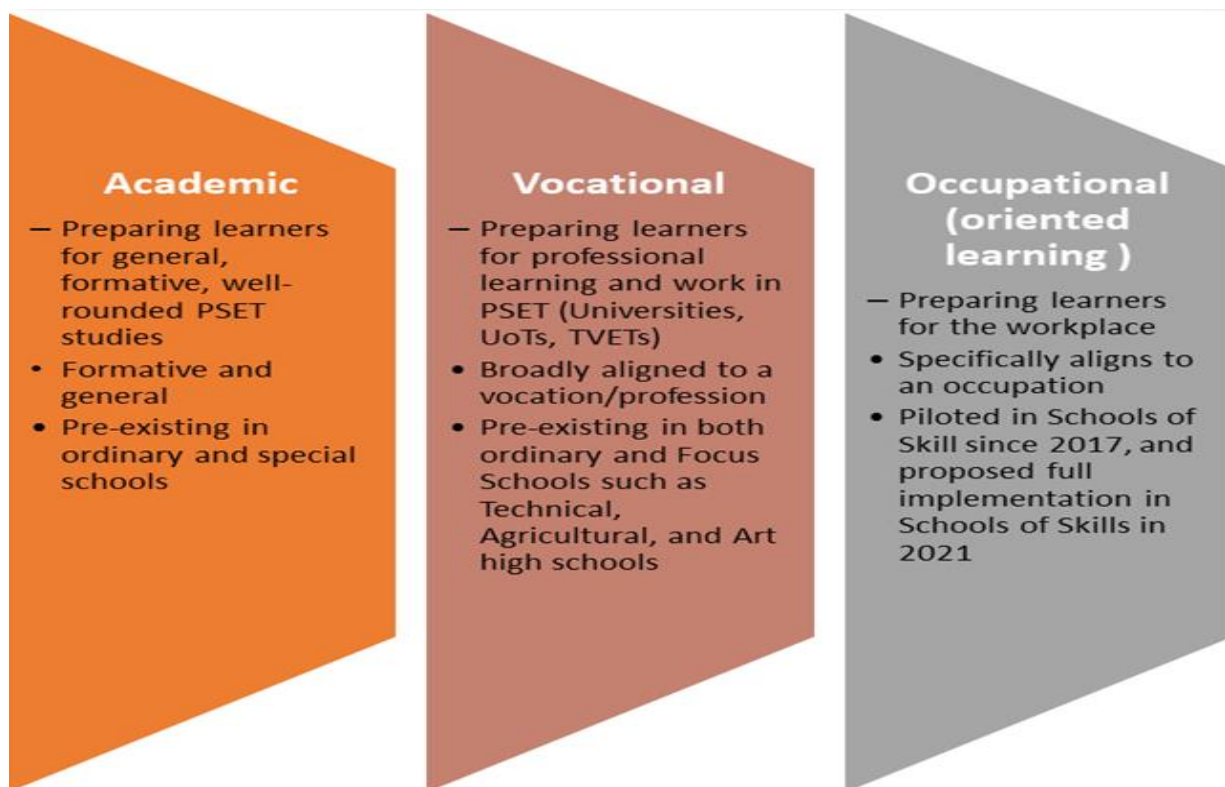 Academic
— Preparing learners
for general,
formative, well-
rounded PSET
studies
• Formative and
general
• Pre-existing in
ordinary and special
schools
Vocational
— Preparing learners
for professional
learning and work in
PSET (Universities,
UoTs, TVETs)
• Broadly aligned to a
vocation/profession
• Pre-existing in both
ordinary and Focus
Schools such as
Technical,
Agricultural, and Art
high schools
Occupational
(oriented
learning )
— Preparing learners
for the workplace
• Specifically aligns to
an occupation
• Piloted in Schools of
Skill since 2017, and
proposed full
implementation in
Schools of Skills in
2021